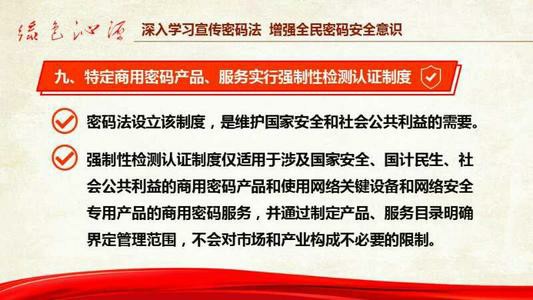 绿色沁源
深入学习宣传密码法 增强全民密码安全意识
九、特定商用密码产品、服务实行强制性检测认证制度
密码法设立该制度，是维护国家安全和社会公共利益的需要。
强制性检测认证制度仅适用于涉及国家安全、国计民生、社
会公共利益的商用密码产品和使用网络关键设备和网络安全
专用产品的商用密码服务，并通过制定产品、服务目录明确
界定管理范围，不会对市场和产业构成不必要的限制。